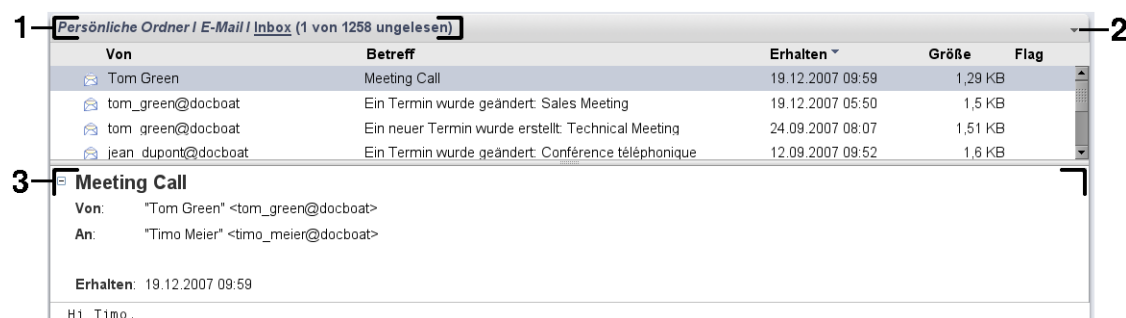 1 Persönliche Ordner / E-Mail / Inbox (1 von 1258 ungelesen) 2
Von Betreff Erhalten Größe Flag
Tom Green Meeting Call 19.12.2007 09:59 1,29 KB
tom_green@docboat Ein Termin wurde geändert: Sales Meeting 19.12.2007 05:50 1,5 KB
tom_green@docboat Ein neuer Termin wurde erstellt: Technical Meeting 24.09.2007 08:07 1,51 KB
jean_dupont@docboat Ein Termin wurde geändert: Conférence téléphonique 12.09.2007 09:52 1,6 KB
3 Meeting Call
Von: "Tom Green" <tom_green@docboat>
An: "Timo Meier" <timo_meier@docboat>
Erhalten: 19.12.2007 09:59
Hi Timo,